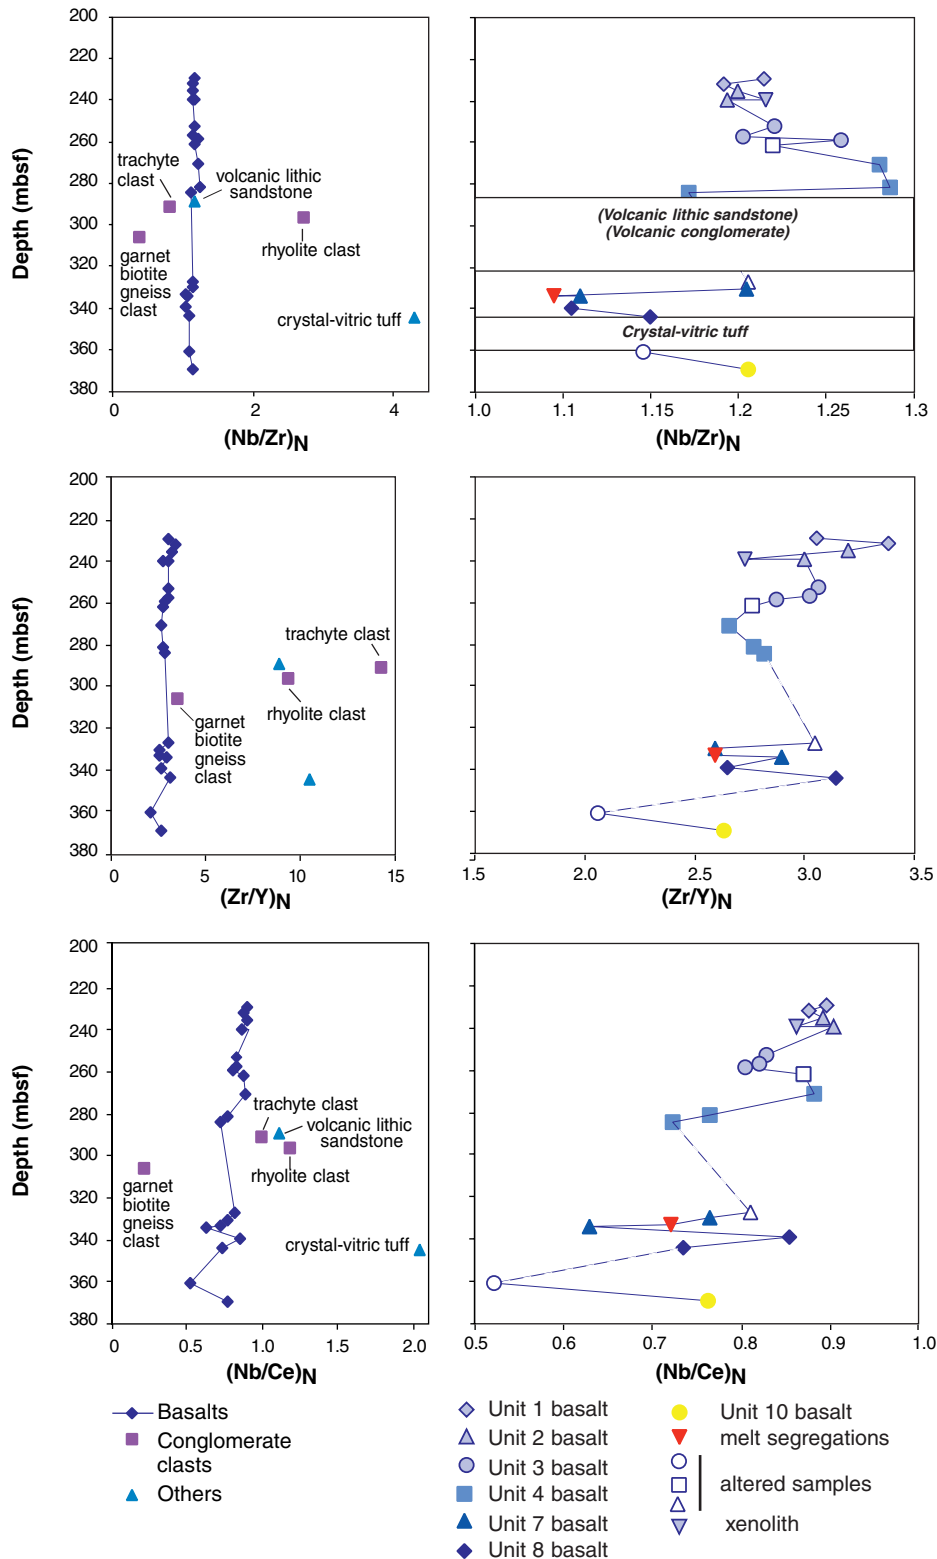 200
220
240
260
280
300
320
340
360
380
Depth (mbsf)
trachyte
clast
volcanic lithic
sandstone
rhyolite clast
garnet
biotite
gneiss
clast
crystal-vitric tuff
0
2
4
(Nb/Zr)N
(Volcanic lithic sandstone)
(Volcanic conglomerate)
Crystal-vitric tuff
1.0
1.1
1.15
1.2
1.25
1.3
(Nb/Zr)N
200
220
240
260
280
300
320
340
360
380
Depth (mbsf)
trachyte clast
rhyolite clast
garnet
biotite
gneiss
clast
0
5
10
15
(Zr/Y)N
1.5
2.0
2.5
3.0
3.5
(Zr/Y)N
200
220
240
260
280
300
320
340
360
380
Depth (mbsf)
trachyte clast
volcanic lithic
sandstone
rhyolite clast
garnet
biotite
gneiss
clast
crystal-vitric tuff
0
0.5
1.0
1.5
2.0
(Nb/Ce)N
0.5
0.6
0.7
0.8
0.9
1.0
(Nb/Ce)N
Basalts
Conglomerate
clasts
Others
Unit 1 basalt
Unit 2 basalt
Unit 3 basalt
Unit 4 basalt
Unit 7 basalt
Unit 8 basalt
Unit 10 basalt
melt segregations
altered samples
xenolith